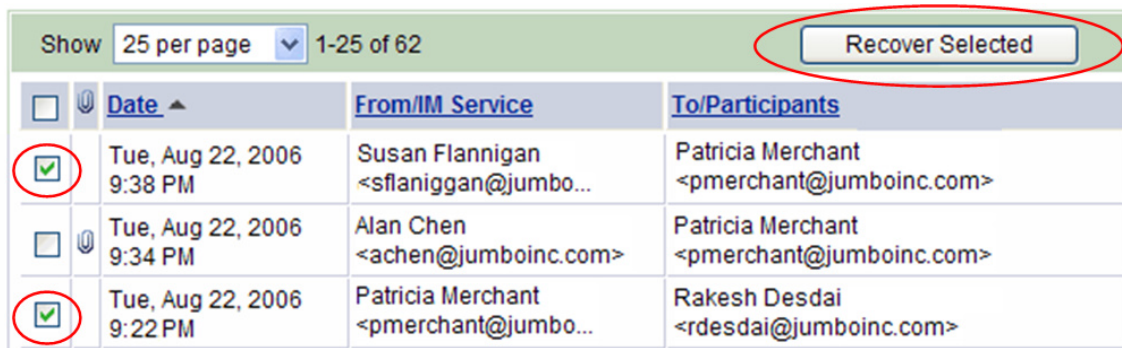 Show 25 per page 1-25 of 62 Recover Selected
Date From/IM Service To/Participants
Tue, Aug 22, 2006 Susan Flannigan Patricia Merchant
9:38 PM <sflaniggan@jumbo... <pmerchant@jumboinc.com>
Tue, Aug 22, 2006 Alan Chen Patricia Merchant
9:34 PM <achen@jumboinc.com> <pmerchant@jumboinc.com>
Tue, Aug 22, 2006 Patricia Merchant Rakesh Desdai
9:22 PM <pmerchant@jumbo... <rdesdai@jumboinc.com>